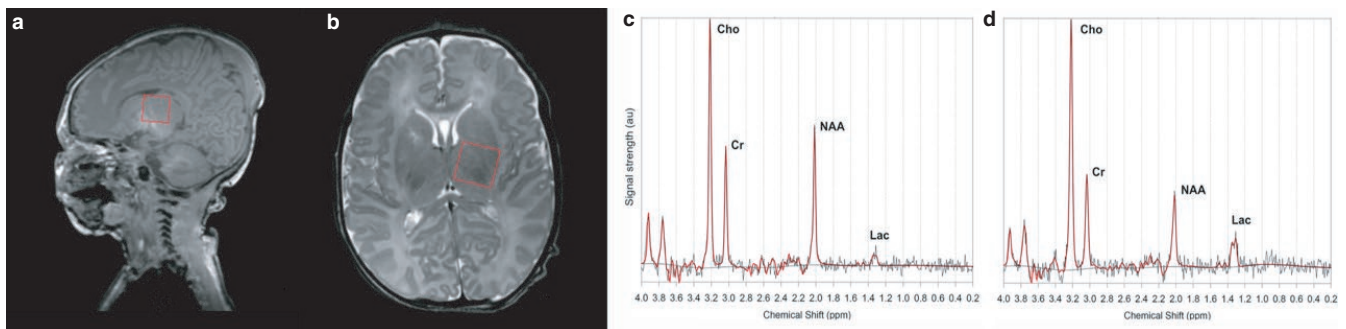 a
b
c
Signal strength (au)
Cho
Cr
NAA
Lac
4.0 3.8 3.6 3.4 3.2 3.0 2.8 2.6 2.4 2.2 2.0 1.8 1.6 1.4 1.2 1.0 0.8 0.6 0.4 0.2
Chemical Shift (ppm)
d
Cho
Cr
NAA
Lac
4.0 3.8 3.6 3.4 3.2 3.0 2.8 2.6 2.4 2.2 2.0 1.8 1.6 1.4 1.2 1.0 0.8 0.6 0.4 0.2
Chemical Shift (ppm)